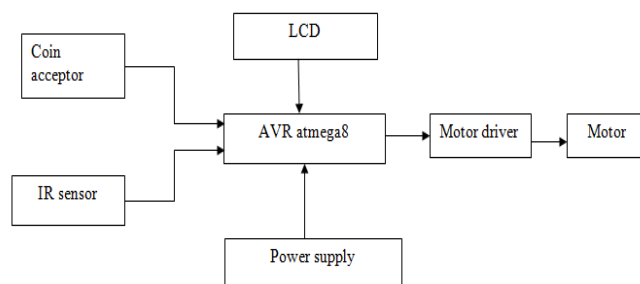 LCD
Coin
acceptor
AVR atmega8
Motor driver
Motor
IR sensor
Power supply